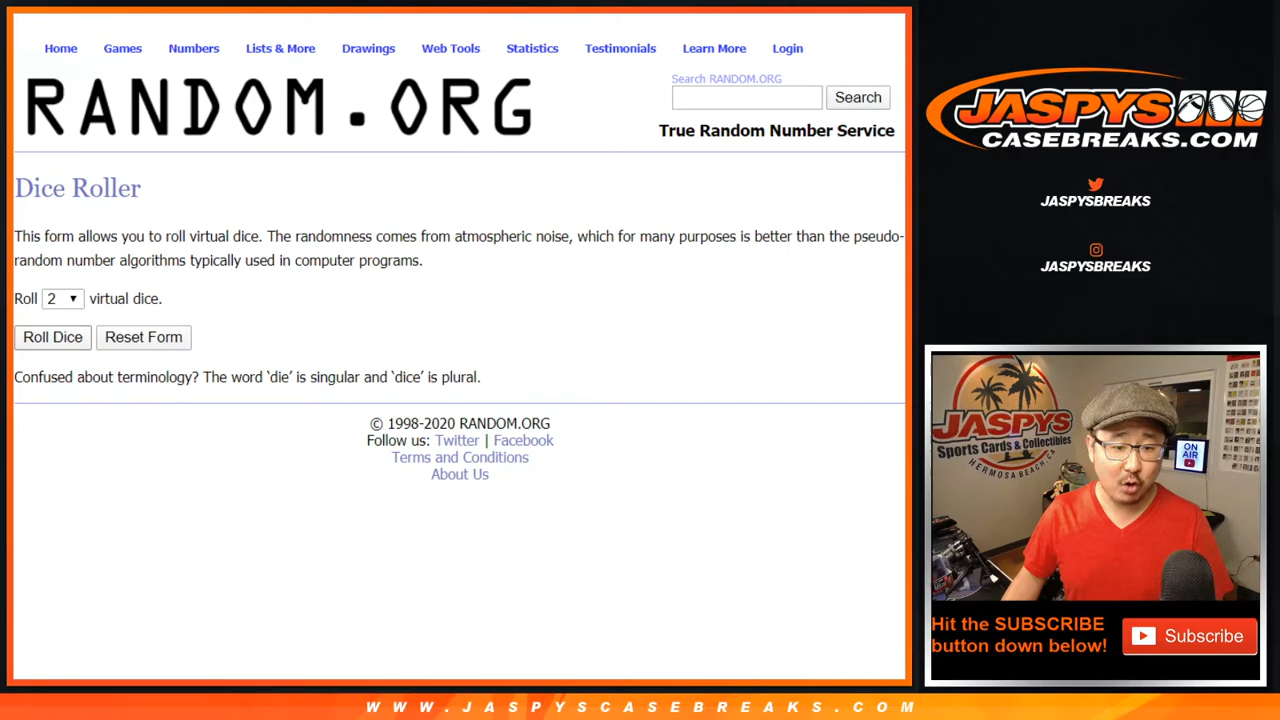 Home Games Numbers Lists & More Drawings Web Tools Statistics Testimonials Learn More Login
RANDOM.ORG
Search RANDOM.ORG
Search
True Random Number Service
Dice Roller
This form allows you to roll virtual dice. The randomness comes from atmospheric noise, which for many purposes is better than the pseudo-
random number algorithms typically used in computer programs.
Roll 2 virtual dice.
Roll Dice Reset Form
Confused about terminology? The word ‘die’ is singular and ‘dice’ is plural.
© 1998-2020 RANDOM.ORG
Follow us: Twitter | Facebook
Terms and Conditions
About Us
JASPYS
CASEBREAKS.COM
JASPYSBREAKS
JASPYSBREAKS
JASPYS
Sports Cards & Collectibles
HERMOSA BEACH, CA
ON
AIR
Hit the SUBSCRIBE
button down below!
Subscribe
WWW.JASPYSCASEBREAKS.COM